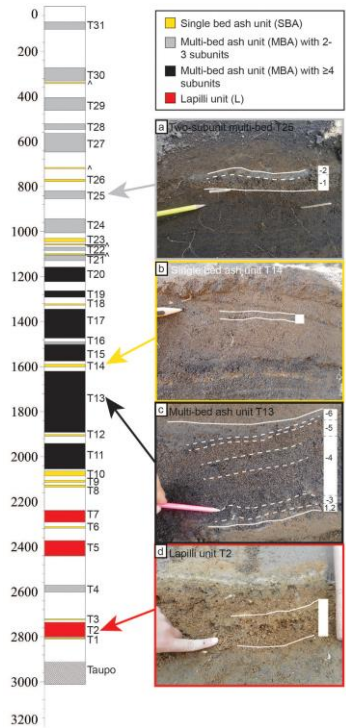 0
200
400
600
800
1000
1200
1400
1600
1800
2000
2200
2400
2600
2800
3000
3200
T31
T30
^
T29
T28
T27
^
T26
T25
T24
T23
^
T22
^
T21
T20
T19
T18
T17
T16
T15
T14
T13
T12
T11
T10
T9
T8
T7
T6
T5
T4
T3
T2
T1
Taupo
Single bed ash unit (SBA)
Multi-bed ash unit (MBA) with 2-
3 subunits
Multi-bed ash unit (MBA) with ≥4
subunits
Lapilli unit (L)
a Two-subunit multi-bed T25
-2
-1
b Single bed ash unit T14
c Multi-bed ash unit T13
-6
-5
-4
-3
1,2
d Lapilli unit T2